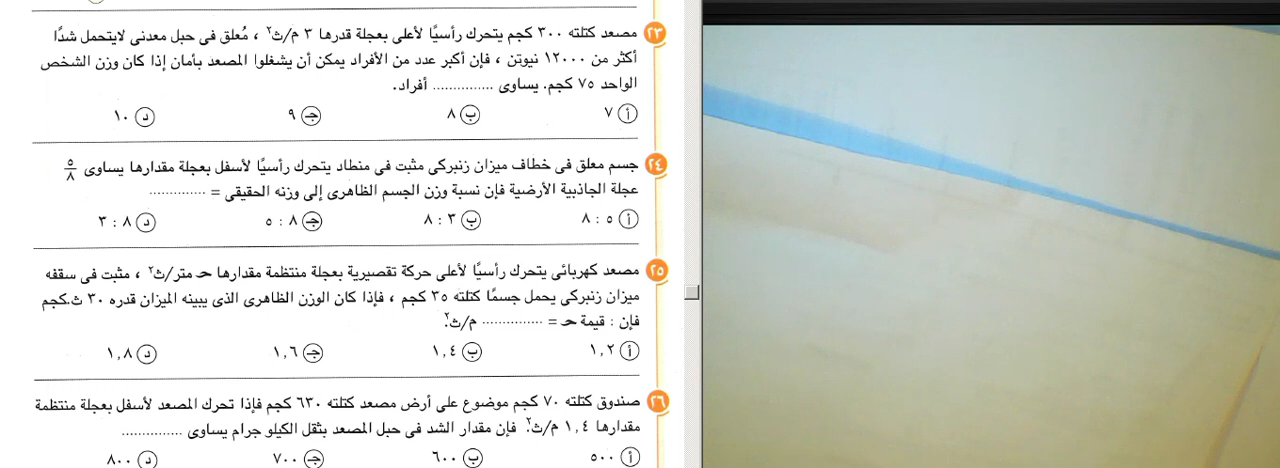 ٢٣ مصعد كتلته ٣٠٠ كجم يتحرك رأسيًا لأعلى بعجلة قدرها ٣ م/ث٢ ، مُعلق فى حبل معدنى لايتحمل شدًا
أكثر من ١٢٠٠٠ نيوتن ، فإن أكبر عدد من الأفراد يمكن أن يشغلوا المصعد بأمان إذا كان وزن الشخص
الواحد ٧٥ كجم. يساوى ............... أفراد.
أ ٧ ب ٨ جـ ٩ د ١٠
٢٤ جسم معلق فى خطاف ميزان زنبركى مثبت فى منطاد يتحرك رأسيًا لأسفل بعجلة مقدارها يساوى ٥/٨
عجلة الجاذبية الأرضية فإن نسبة وزن الجسم الظاهرى إلى وزنه الحقيقى = ..............
أ ٥ : ٨ ب ٣ : ٨ جـ ٨ : ٥ د ٨ : ٣
٢٥ مصعد كهربائى يتحرك رأسيًا لأعلى حركة تقصيرية بعجلة منتظمة مقدارها حـ متر/ث٢ ، مثبت فى سقفه
ميزان زنبركى يحمل جسمًا كتلته ٣٥ كجم ، فإذا كان الوزن الظاهرى الذى يبينه الميزان قدره ٣٠ ث.كجم
فإن : قيمة حـ = ............... م/ث٢.
أ ١,٢ ب ١,٤ جـ ١,٦ د ١,٨
٢٦ صندوق كتلته ٧٠ كجم موضوع على أرض مصعد كتلته ٦٣٠ كجم فإذا تحرك المصعد لأسفل بعجلة منتظمة
مقدارها ١,٤ م/ث٢. فإن مقدار الشد فى حبل المصعد بثقل الكيلو جرام يساوى ...............
أ ٥٠٠ ب ٦٠٠ جـ ٧٠٠ د ٨٠٠